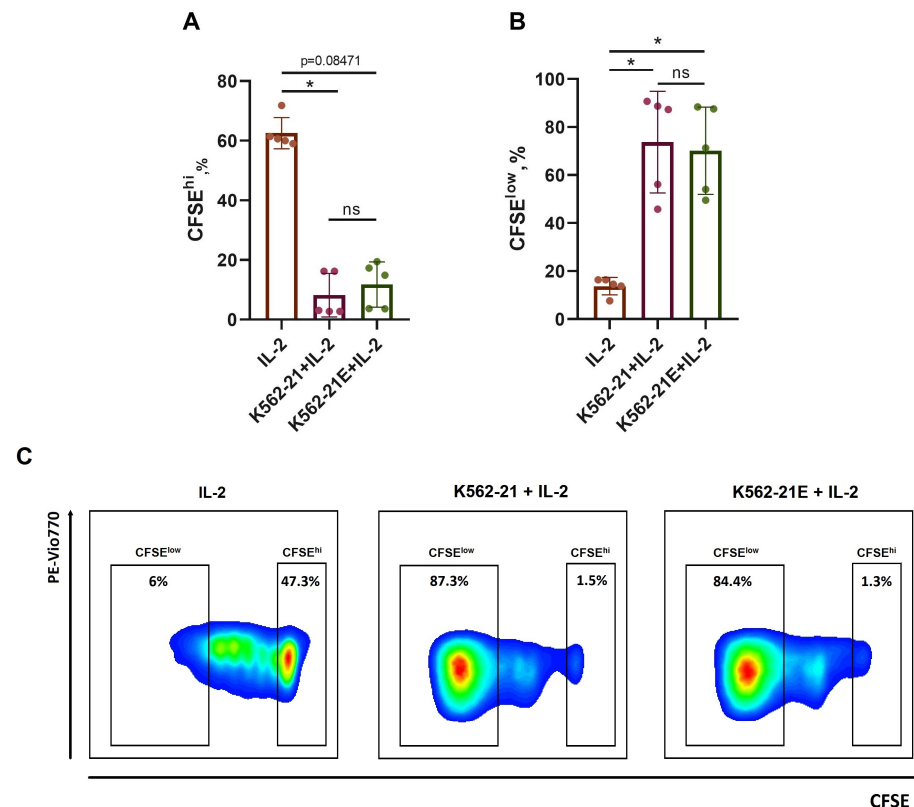 A
p=0.08471
*
ns
CFSEhi,%
80
60
40
20
0
IL-2
K562-21+IL-2
K562-21E+IL-2
B
*
*
ns
CFSElow,%
100
80
60
40
20
0
IL-2
K562-21+IL-2
K562-21E+IL-2
C
PE-Vio770
IL-2
CFSElow
6%
CFSEhi
47.3%
K562-21 + IL-2
CFSElow
87.3%
CFSEhi
1.5%
K562-21E + IL-2
CFSElow
84.4%
CFSEhi
1.3%
CFSE